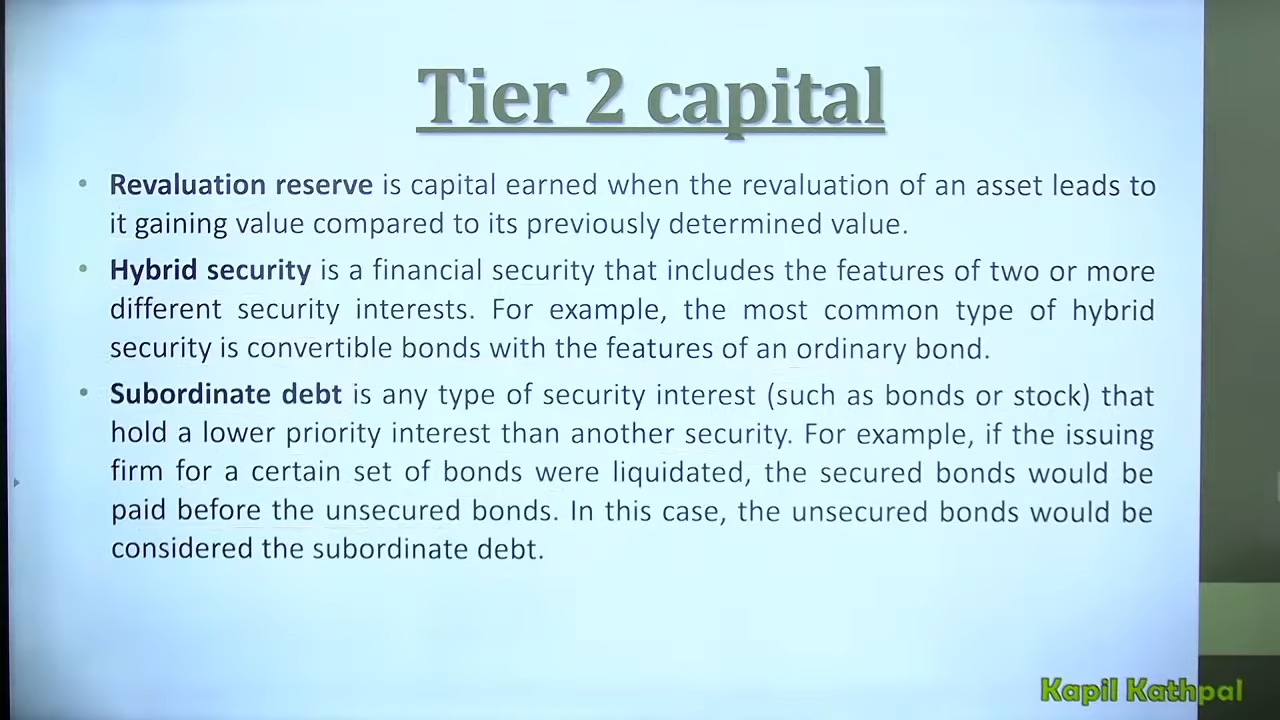 Tier 2 capital
• Revaluation reserve is capital earned when the revaluation of an asset leads to
it gaining value compared to its previously determined value.
• Hybrid security is a financial security that includes the features of two or more
different security interests. For example, the most common type of hybrid
security is convertible bonds with the features of an ordinary bond.
• Subordinate debt is any type of security interest (such as bonds or stock) that
hold a lower priority interest than another security. For example, if the issuing
firm for a certain set of bonds were liquidated, the secured bonds would be
paid before the unsecured bonds. In this case, the unsecured bonds would be
considered the subordinate debt.
Kapil Kathpal